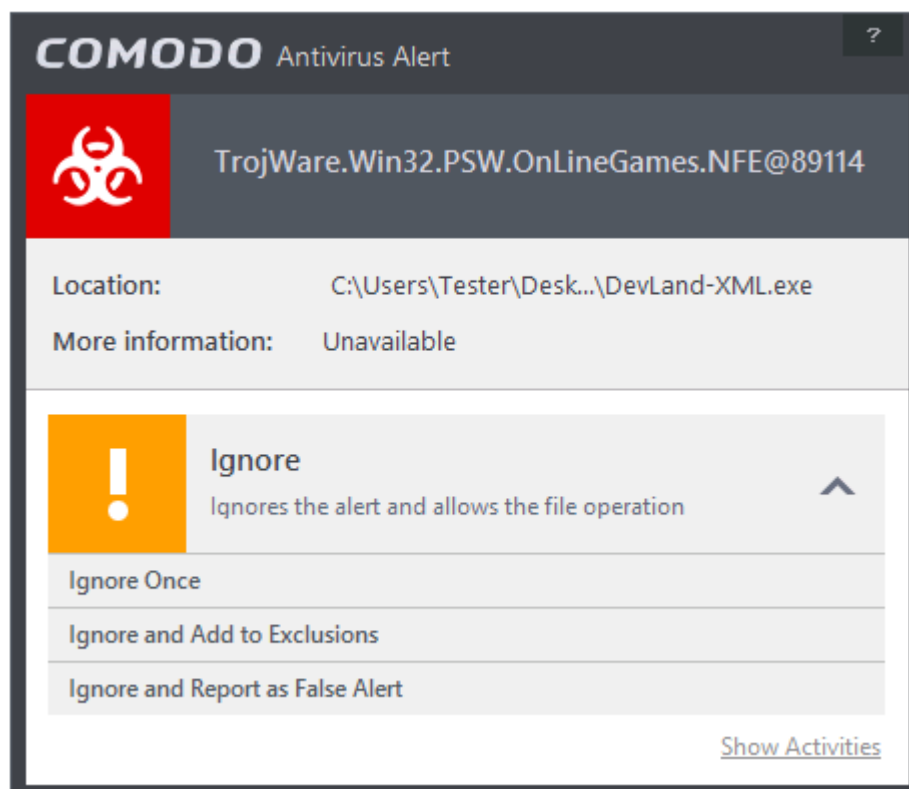 COMODO Antivirus Alert ?
TrojWare.Win32.PSW.OnLineGames.NFE@89114
Location: C:\Users\Tester\Desk...\DevLand-XML.exe
More information: Unavailable
Ignore
Ignores the alert and allows the file operation
Ignore Once
Ignore and Add to Exclusions
Ignore and Report as False Alert
Show Activities